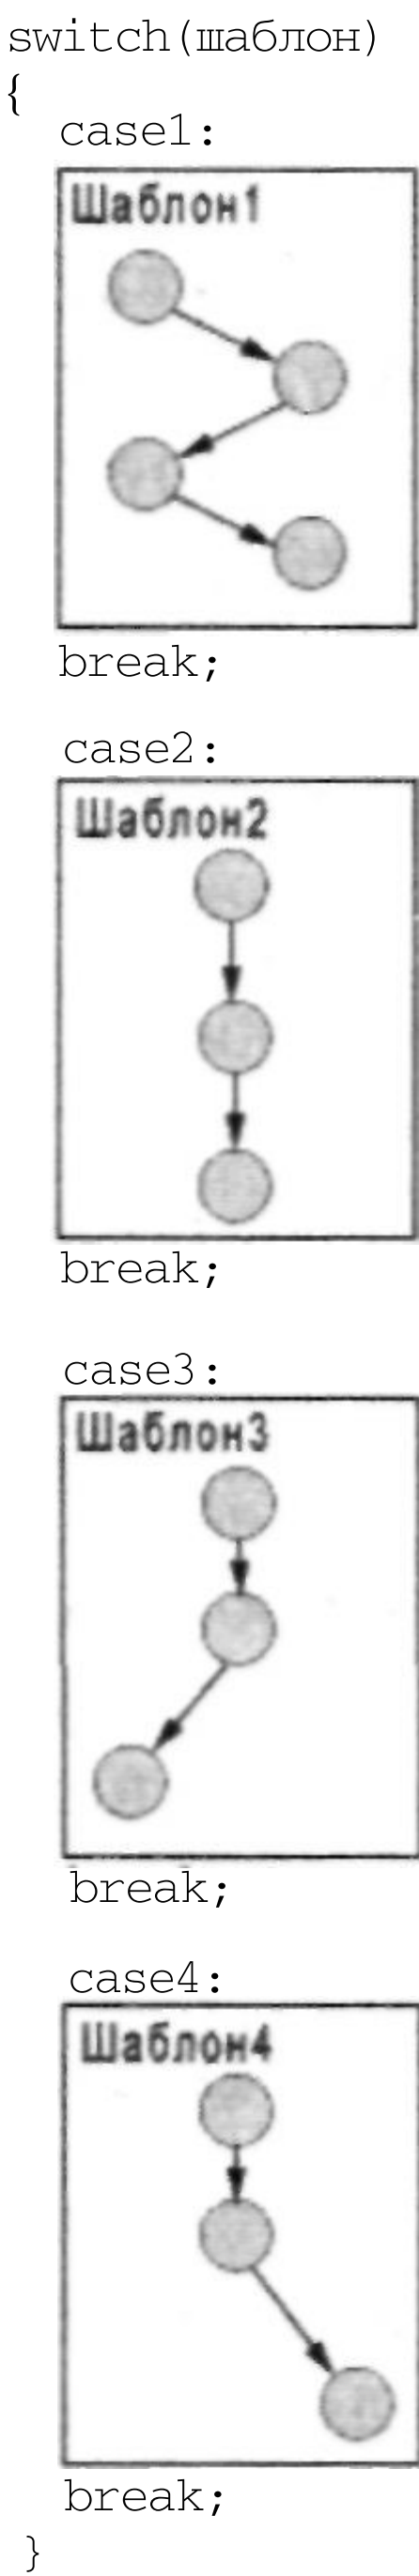 switch(шаблон)
{
case1:
Шаблон1
break;
case2:
Шаблон2
break;
case3:
Шаблон3
break;
case4:
Шаблон4
break;
}